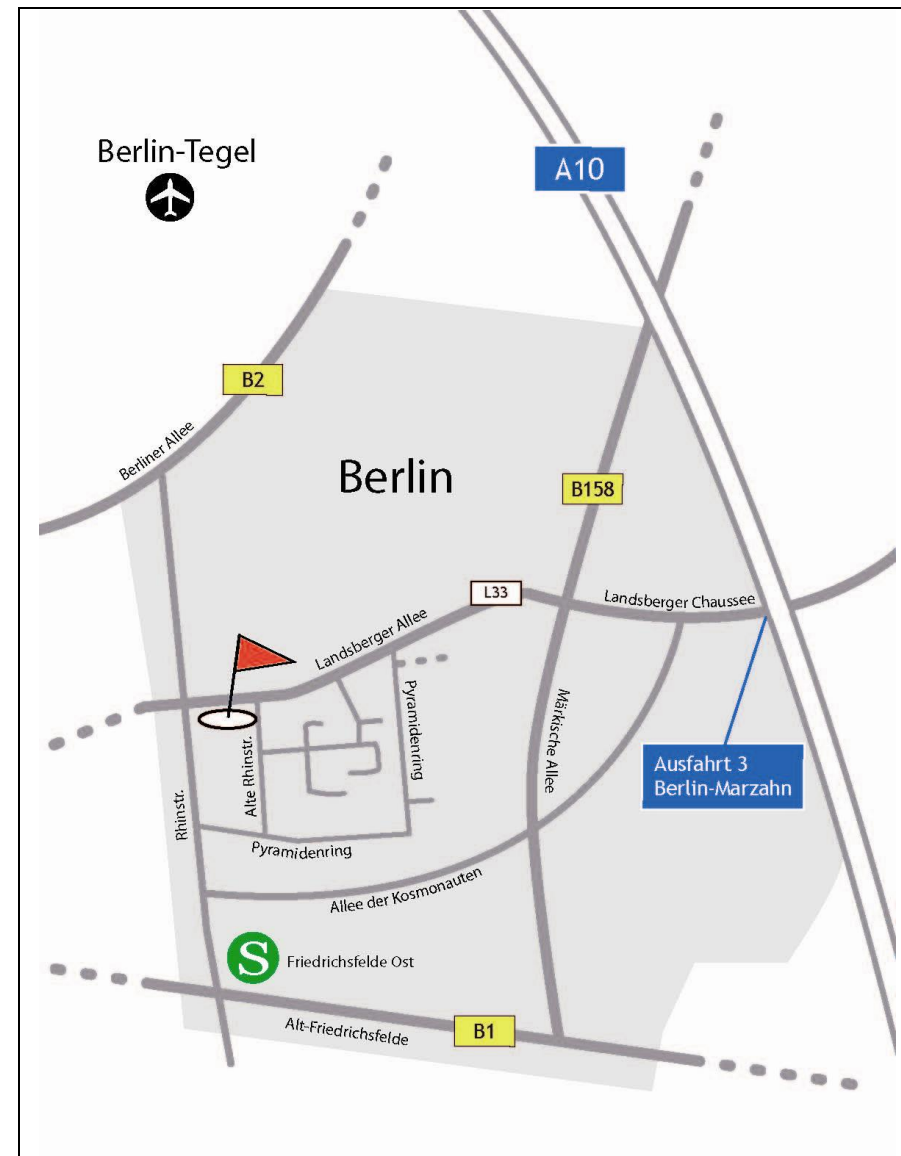 Berlin-Tegel
A10
B2
Berliner Allee
Berlin
B158
L33
Landsberger Chaussee
Landsberger Allee
Pyramidenring
Märkische Allee
Alte Rhinstr.
Rhinstr.
Ausfahrt 3
Berlin-Marzahn
Pyramidenring
Allee der Kosmonauten
S
Friedrichsfelde Ost
Alt-Friedrichsfelde
B1